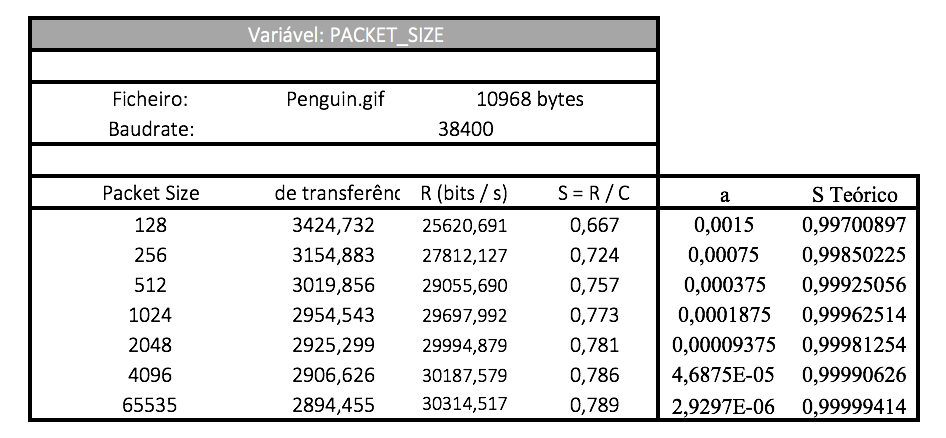 Variável: PACKET_SIZE
Ficheiro: Penguin.gif 10968 bytes
Baudrate: 38400
Packet Size de transferênc R (bits / s) S = R / C a S Teórico
128 3424,732 25620,691 0,667 0,0015 0,99700897
256 3154,883 27812,127 0,724 0,00075 0,99850225
512 3019,856 29055,690 0,757 0,000375 0,99925056
1024 2954,543 29697,992 0,773 0,0001875 0,99962514
2048 2925,299 29994,879 0,781 0,00009375 0,99981254
4096 2906,626 30187,579 0,786 4,6875E-05 0,99990626
65535 2894,455 30314,517 0,789 2,9297E-06 0,99999414